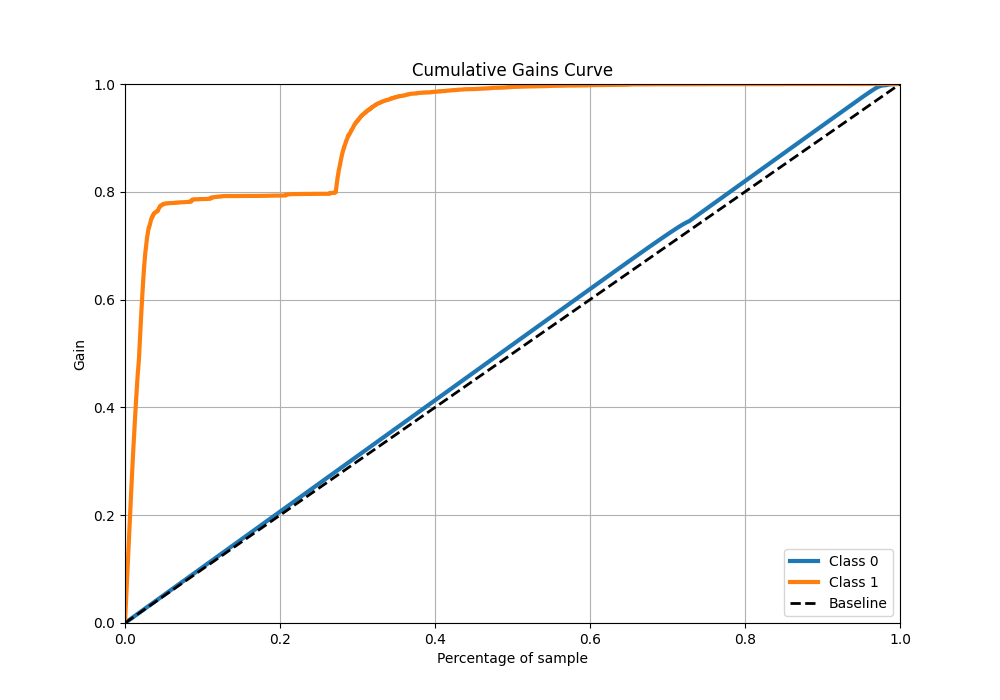 Cumulative Gains Curve
1.0
0.8
0.6
0.4
0.2
0.0
Gain
0.0 0.2 0.4 0.6 0.8 1.0
Percentage of sample
Class 0
Class 1
Baseline